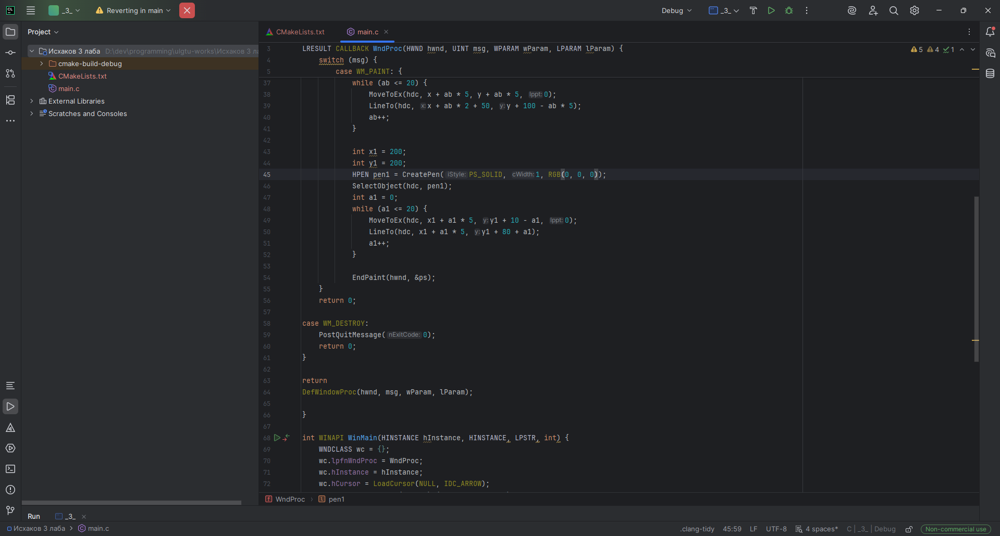 CL _3_ Reverting in main Debug _3_
Project
CMakeLists.txt main.c
Исхаков 3 лаба D:\dev\programming\ulgtu-works\Исхаков 3 ла
cmake-build-debug
CMakeLists.txt
main.c
External Libraries
Scratches and Consoles
5 4 1
3 LRESULT CALLBACK WndProc(HWND hwnd, UINT msg, WPARAM wParam, LPARAM lParam) {
4 switch (msg) {
5 case WM_PAINT: {
37 while (ab <= 20) {
38 MoveToEx(hdc, x + ab * 5, y + ab * 5, lppt: 0);
39 LineTo(hdc, x: x + ab * 2 + 50, y: y + 100 - ab * 5);
40 ab++;
41 }
42
43 int x1 = 200;
44 int y1 = 200;
45 HPEN pen1 = CreatePen( iStyle: PS_SOLID, cWidth: 1, RGB(0, 0, 0));
46 SelectObject(hdc, pen1);
47 int a1 = 0;
48 while (a1 <= 20) {
49 MoveToEx(hdc, x1 + a1 * 5, y: y1 + 10 - a1, lppt: 0);
50 LineTo(hdc, x1 + a1 * 5, y: y1 + 80 + a1);
51 a1++;
52 }
53
54 EndPaint(hwnd, &ps);
55 }
56 return 0;
57
58 case WM_DESTROY:
59 PostQuitMessage( nExitCode: 0);
60 return 0;
61 }
62
63 return
64 DefWindowProc(hwnd, msg, wParam, lParam);
65
66 }
67
68 int WINAPI WinMain(HINSTANCE hInstance, HINSTANCE, LPSTR, int) {
69 WNDCLASS wc = {};
70 wc.lpfnWndProc = WndProc;
71 wc.hInstance = hInstance;
72 wc.hCursor = LoadCursor(NULL, IDC_ARROW);
f WndProc › l pen1
Run _3_
Исхаков 3 лаба › main.c .clang-tidy 45:59 LF UTF-8 4 spaces* C | _3_ | Debug Non-commercial use